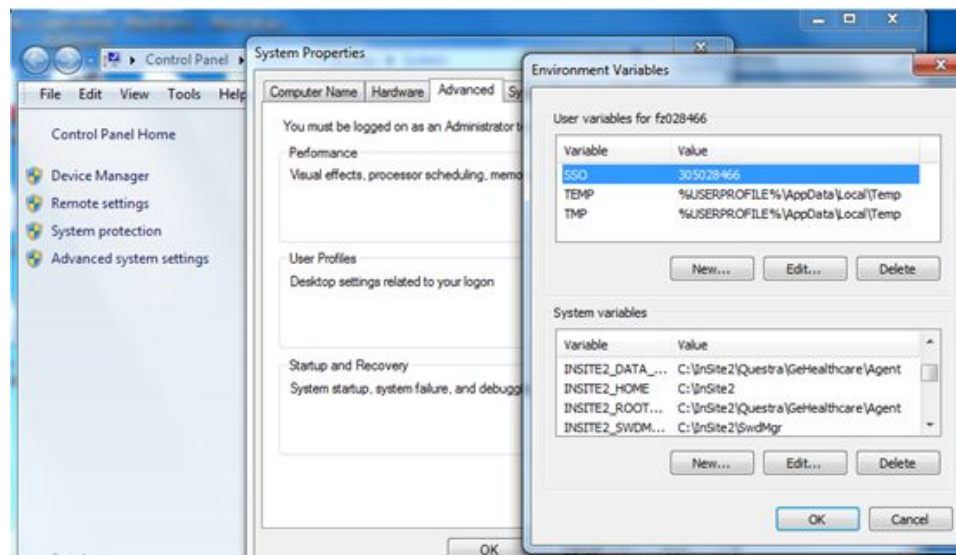 Control Panel
File Edit View Tools Help
Control Panel Home
Device Manager
Remote settings
System protection
Advanced system settings
System Properties
Computer Name Hardware Advanced Sy
You must be logged on as an Administrator t
Performance
Visual effects, processor scheduling, memo
User Profiles
Desktop settings related to your logon
Startup and Recovery
System startup, system failure, and debugg
OK
Environment Variables
User variables for fz028466
Variable Value
SSO 305028466
TEMP %USERPROFILE%\AppData\Local\Temp
TMP %USERPROFILE%\AppData\Local\Temp
New... Edit... Delete
System variables
Variable Value
INSITE2_DATA_... C:\InSite2\Questra\GeHealthcare\Agent
INSITE2_HOME C:\InSite2
INSITE2_ROOT... C:\InSite2\Questra\GeHealthcare\Agent
INSITE2_SWDM... C:\InSite2\SwdMgr
New... Edit... Delete
OK Cancel